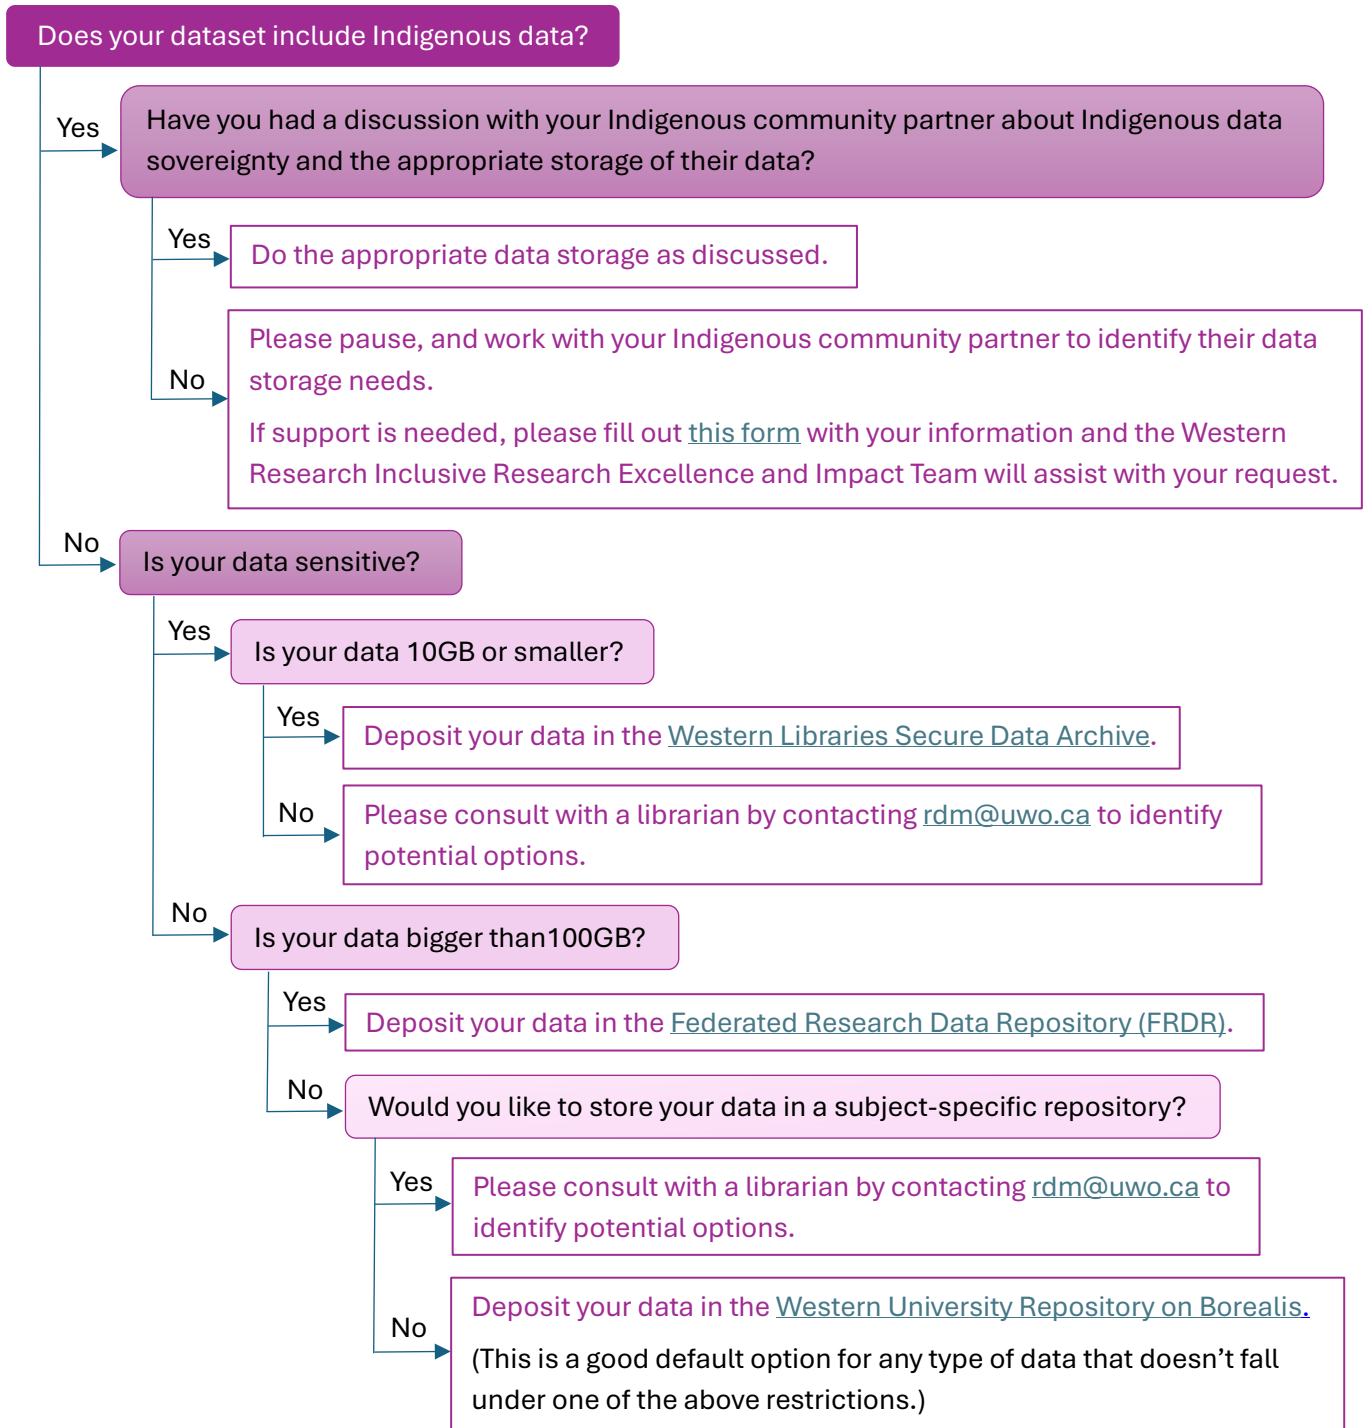 Does your dataset include Indigenous data?
Yes
Have you had a discussion with your Indigenous community partner about Indigenous data
sovereignty and the appropriate storage of their data?
Yes
Do the appropriate data storage as discussed.
No
Please pause, and work with your Indigenous community partner to identify their data
storage needs.
If support is needed, please fill out this form with your information and the Western
Research Inclusive Research Excellence and Impact Team will assist with your request.
No
Is your data sensitive?
Yes
Is your data 10GB or smaller?
Yes
Deposit your data in the Western Libraries Secure Data Archive.
No
Please consult with a librarian by contacting rdm@uwo.ca to identify
potential options.
No
Is your data bigger than100GB?
Yes
Deposit your data in the Federated Research Data Repository (FRDR).
No
Would you like to store your data in a subject-specific repository?
Yes
Please consult with a librarian by contacting rdm@uwo.ca to
identify potential options.
No
Deposit your data in the Western University Repository on Borealis.
(This is a good default option for any type of data that doesn’t fall
under one of the above restrictions.)